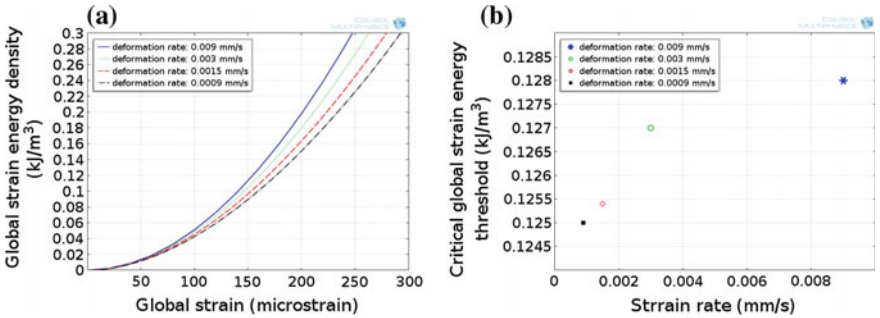 (a)
COMSOL
MULTIPHYSICS
Global strain energy density
(kJ/m³)
0.3
0.28
0.26
0.24
0.22
0.2
0.18
0.16
0.14
0.12
0.1
0.08
0.06
0.04
0.02
0
deformation rate: 0.009 mm/s
deformation rate: 0.003 mm/s
deformation rate: 0.0015 mm/s
deformation rate: 0.0009 mm/s
50
100
150
200
250
300
Global strain (microstrain)
(b)
COMSOL
MULTIPHYSICS
Critical global strain energy
threshold (kJ/m³)
0.1285
0.128
0.1275
0.127
0.1265
0.126
0.1255
0.125
0.1245
deformation rate: 0.009 mm/s
deformation rate: 0.003 mm/s
deformation rate: 0.0015 mm/s
deformation rate: 0.0009 mm/s
0
0.002
0.004
0.006
0.008
Strrain rate (mm/s)